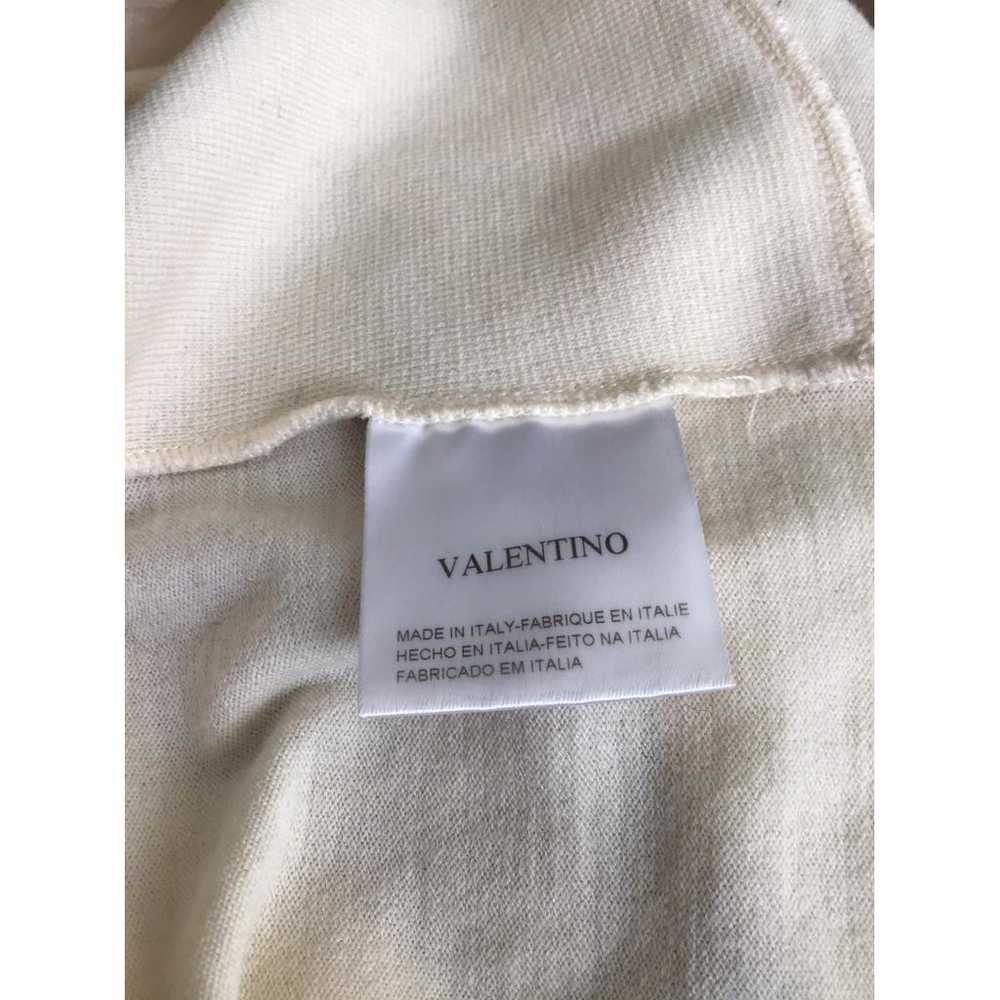 VALENTINO
MADE IN ITALY-FABRIQUE EN ITALIE
HECHO EN ITALIA-FEITO NA ITALIA
FABRICADO EM ITALIA